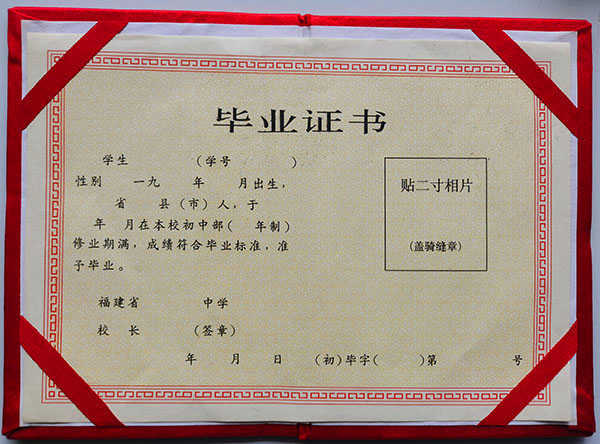 毕业证书
学生 (学号 )
性别 一九 年 月出生，
省 县（市）人，于
年 月在本校初中部（ 年制）
修业期满，成绩符合毕业标准，准
予毕业。
贴二寸相片
（盖骑缝章）
福建省 中学
校 长 （签章）
年 月 日 （初）毕字（ ）第 号